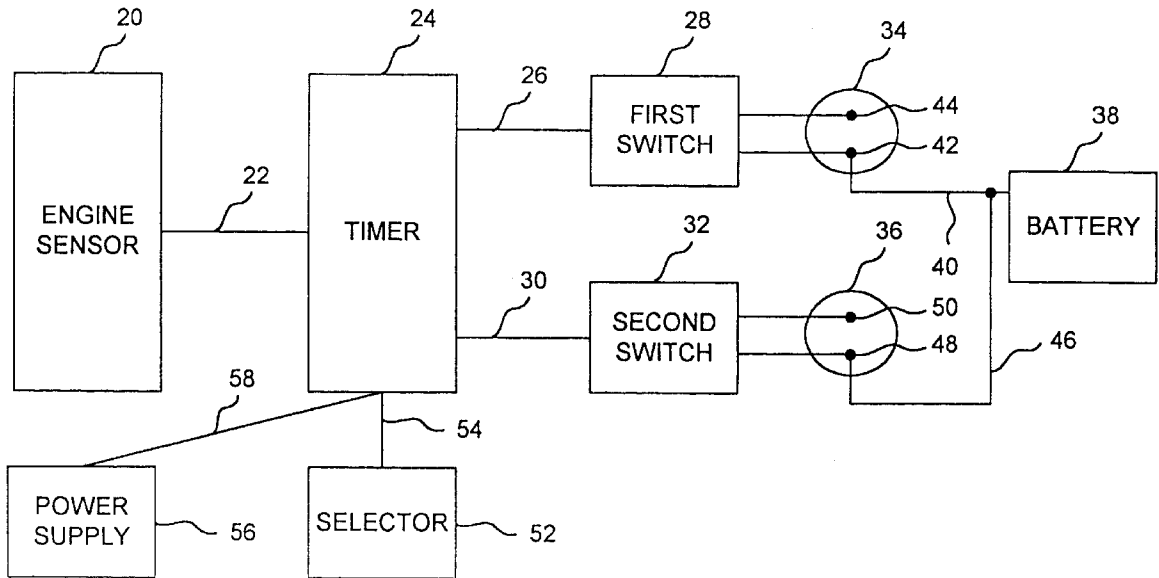 20
24
28
34
26
FIRST
SWITCH
44
42
38
22
ENGINE
SENSOR
TIMER
BATTERY
40
32
36
30
SECOND
SWITCH
50
48
46
58
54
POWER
SUPPLY
56
SELECTOR
52